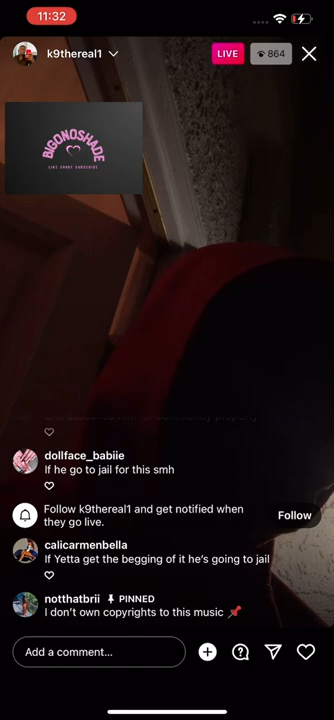 11:32
k9thereal1
LIVE
864
BIGONOSHADE
LIKE SHARE SUBSCRIBE
community property
dollface_babiie
If he go to jail for this smh
Follow k9thereal1 and get notified when
they go live.
Follow
calicarmenbella
If Yetta get the begging of it he's going to jail
notthatbrii PINNED
I don't own copyrights to this music 📌
Add a comment...